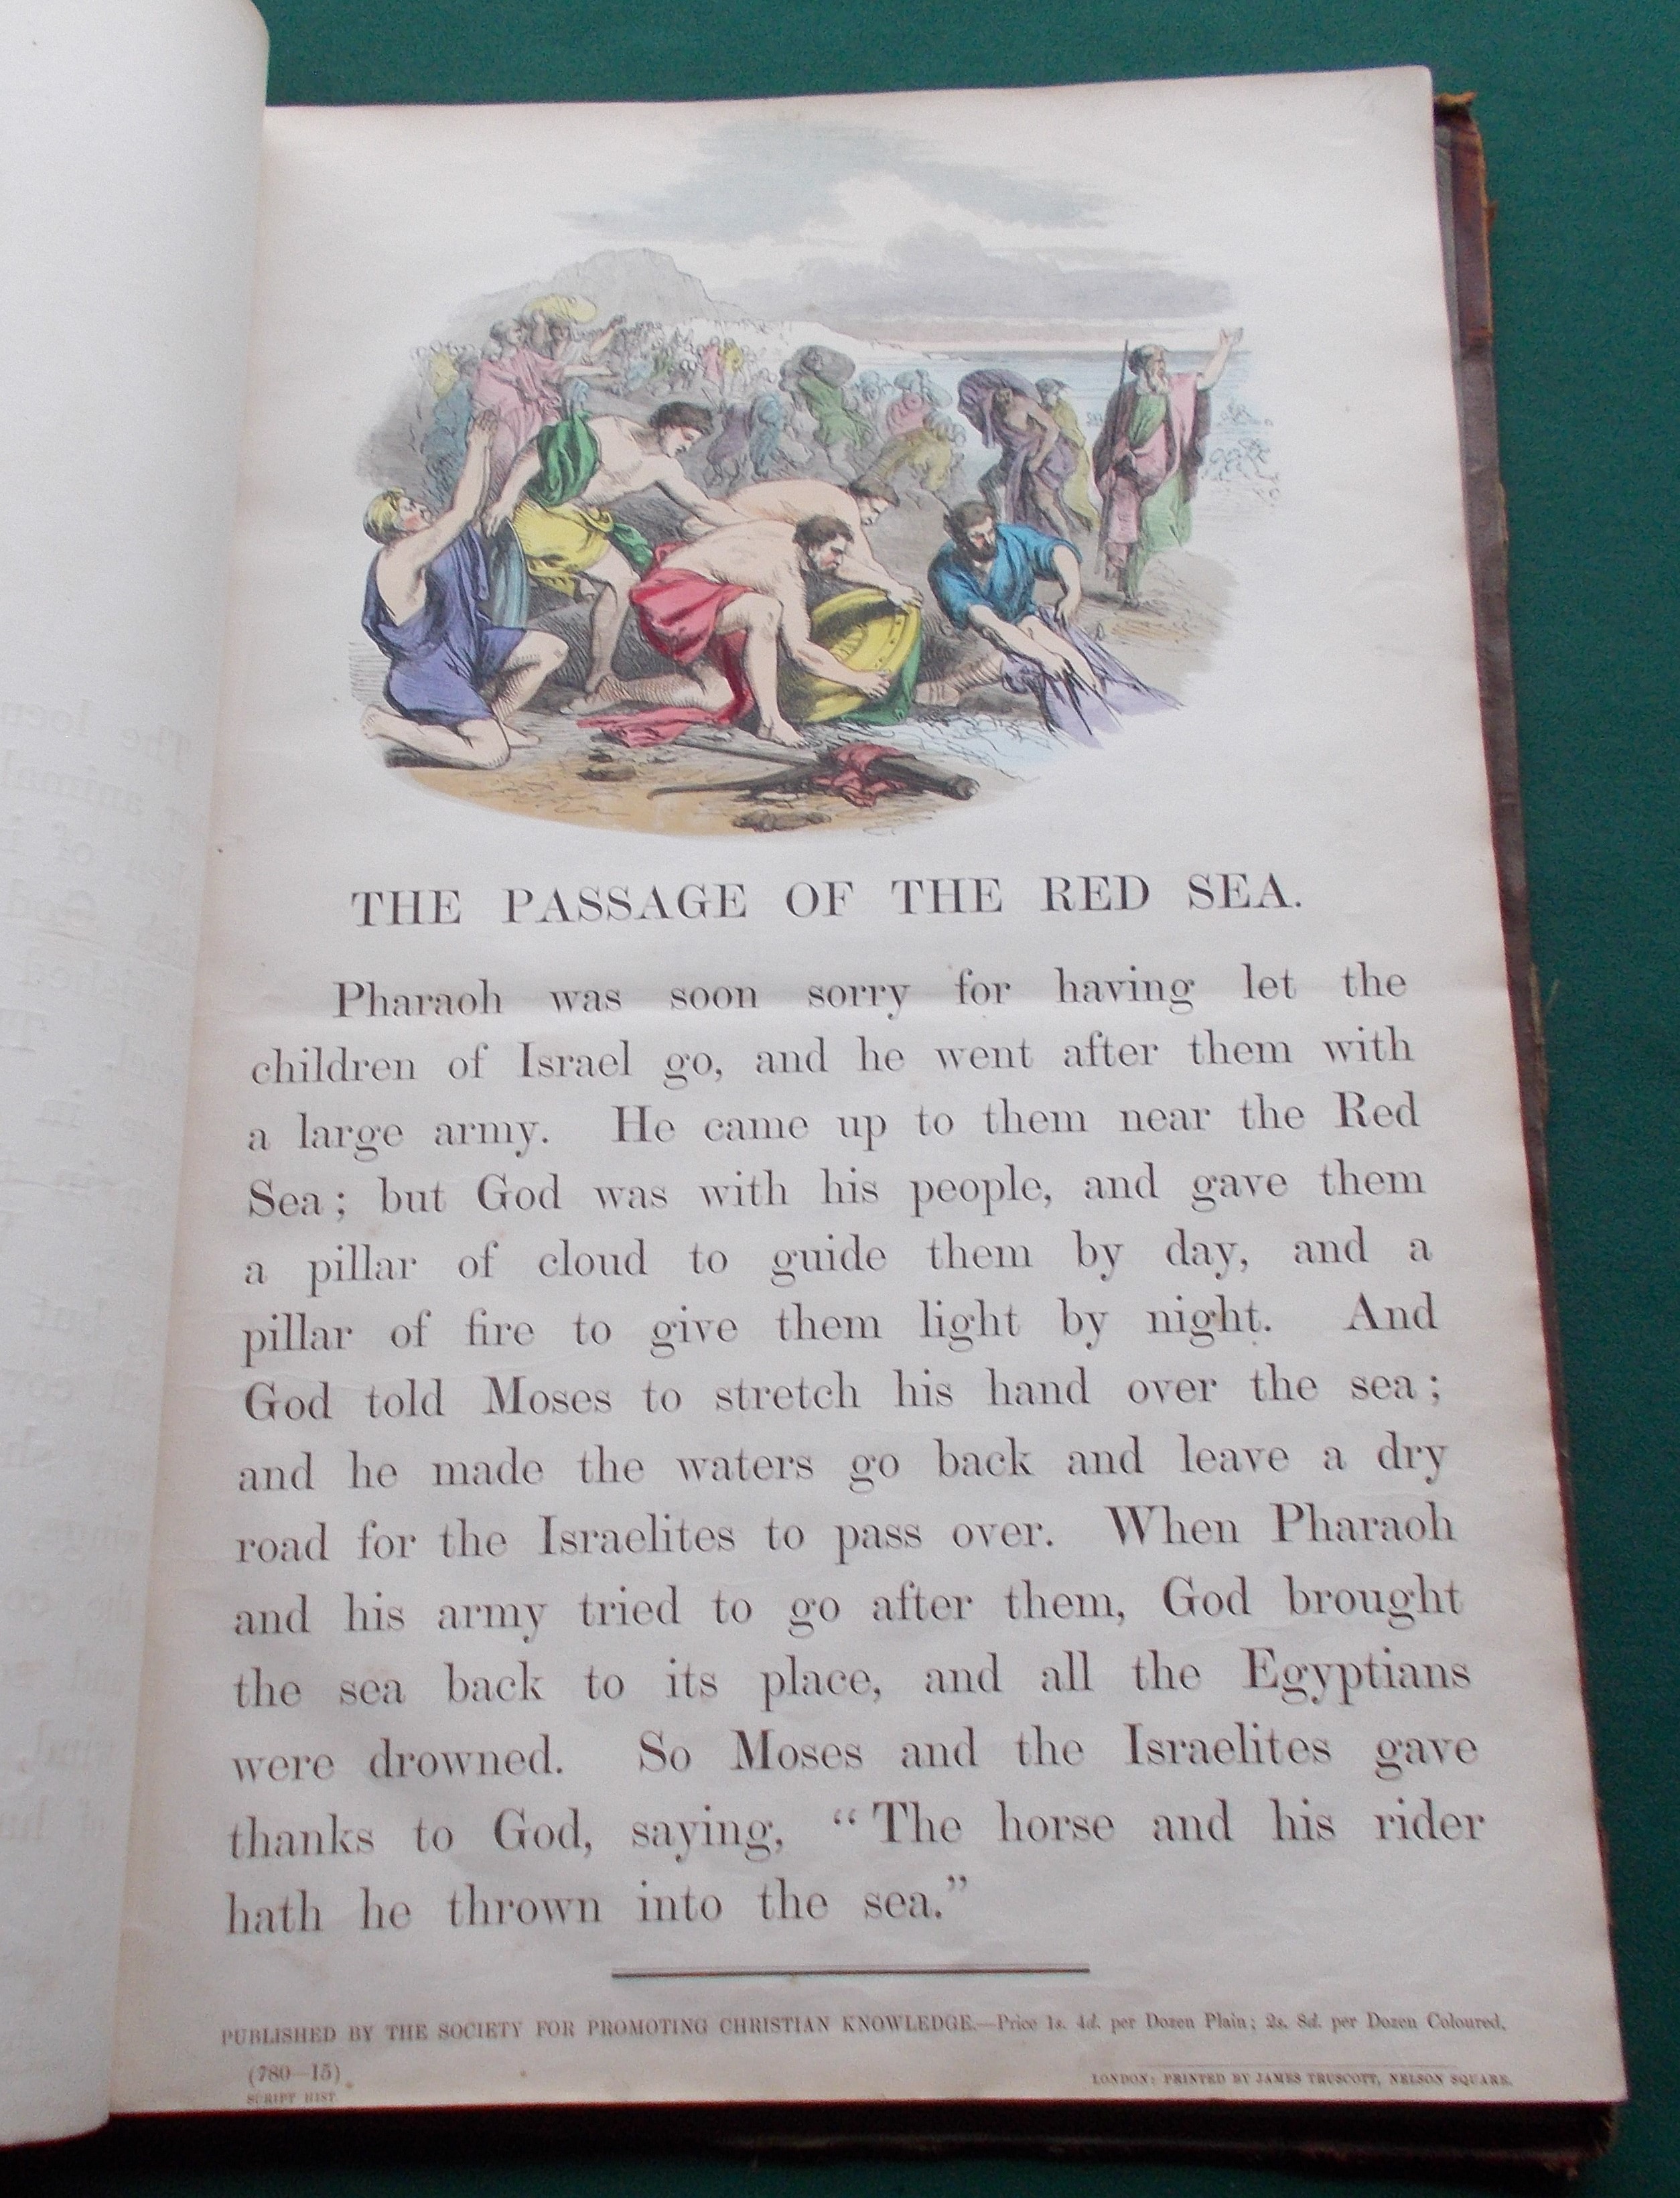 THE PASSAGE OF THE RED SEA.
Pharaoh was soon sorry for having let the
children of Israel go, and he went after them with
a large army. He came up to them near the Red
Sea; but God was with his people, and gave them
a pillar of cloud to guide them by day, and a
pillar of fire to give them light by night. And
God told Moses to stretch his hand over the sea;
and he made the waters go back and leave a dry
road for the Israelites to pass over. When Pharaoh
and his army tried to go after them, God brought
the sea back to its place, and all the Egyptians
were drowned. So Moses and the Israelites gave
thanks to God, saying, “The horse and his rider
hath he thrown into the sea.”
PUBLISHED BY THE SOCIETY FOR PROMOTING CHRISTIAN KNOWLEDGE.—Price 1s. 4d. per Dozen Plain; 2s. 8d. per Dozen Coloured.
(780—15)
SCRIPT HIST
LONDON: PRINTED BY JAMES TRUSCOTT, NELSON SQUARE.